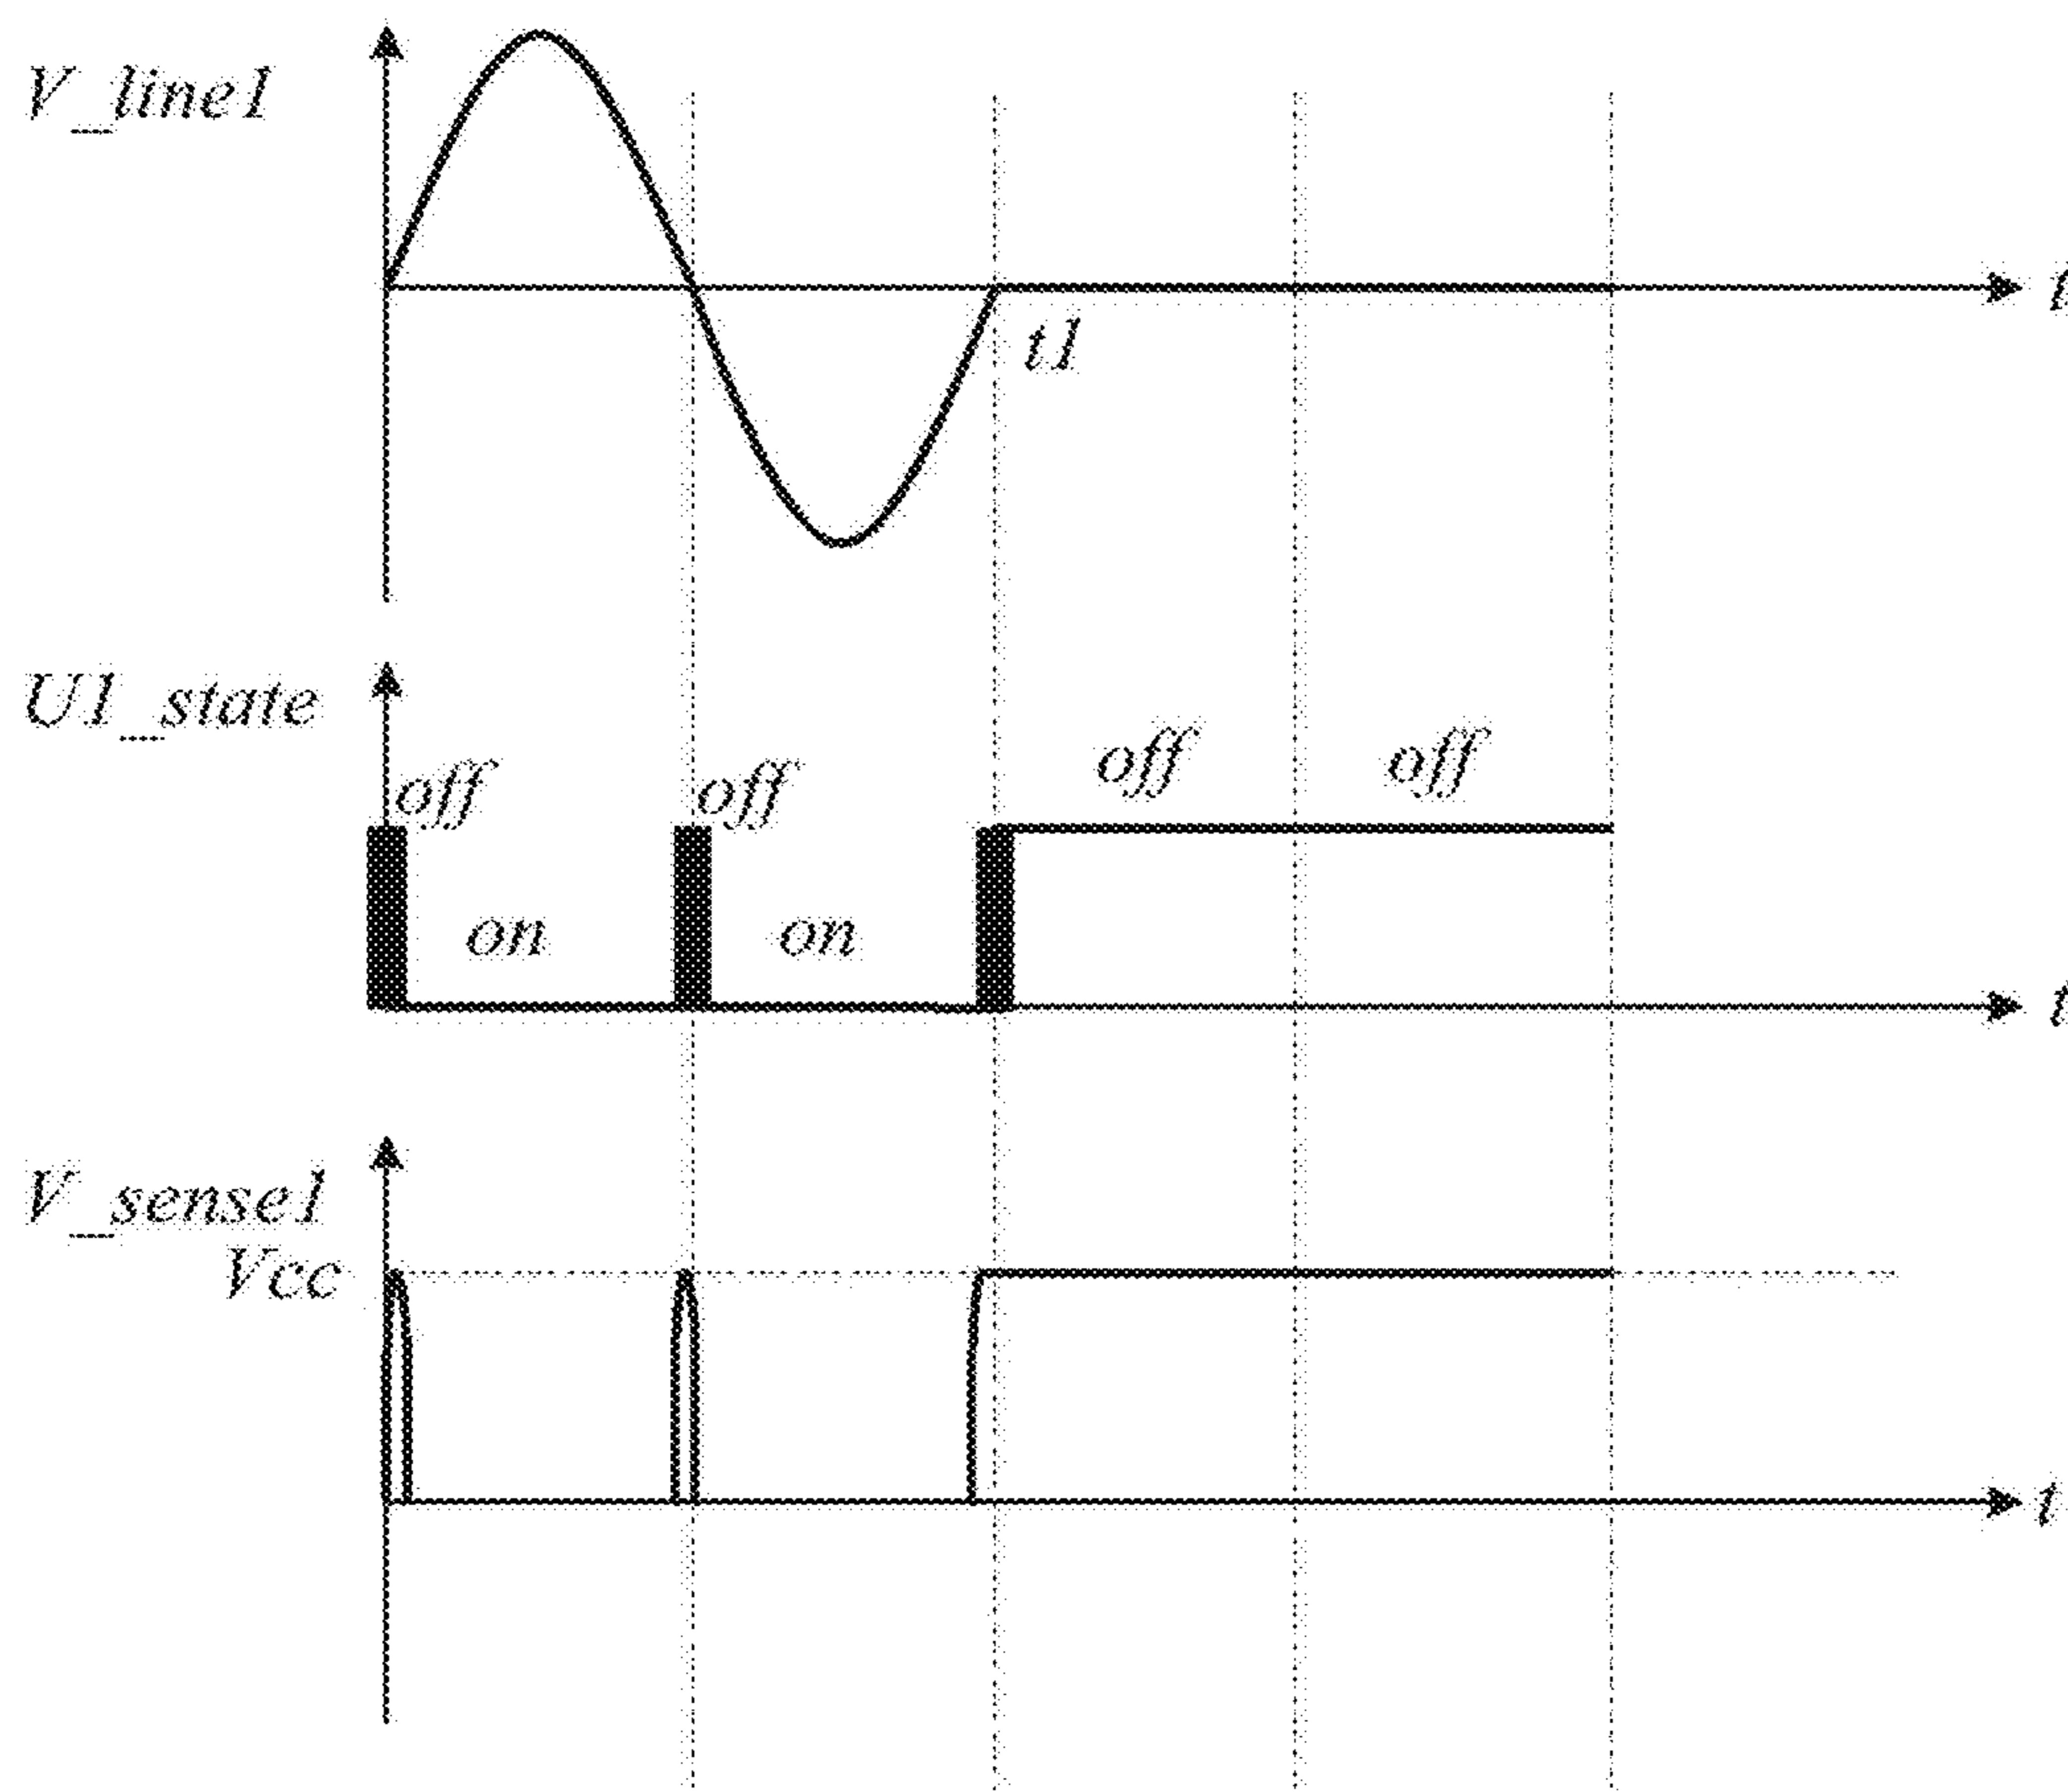 V_line1
t
t1
U1_state
off off
off off
on on
t
V_sense1
Vcc
t